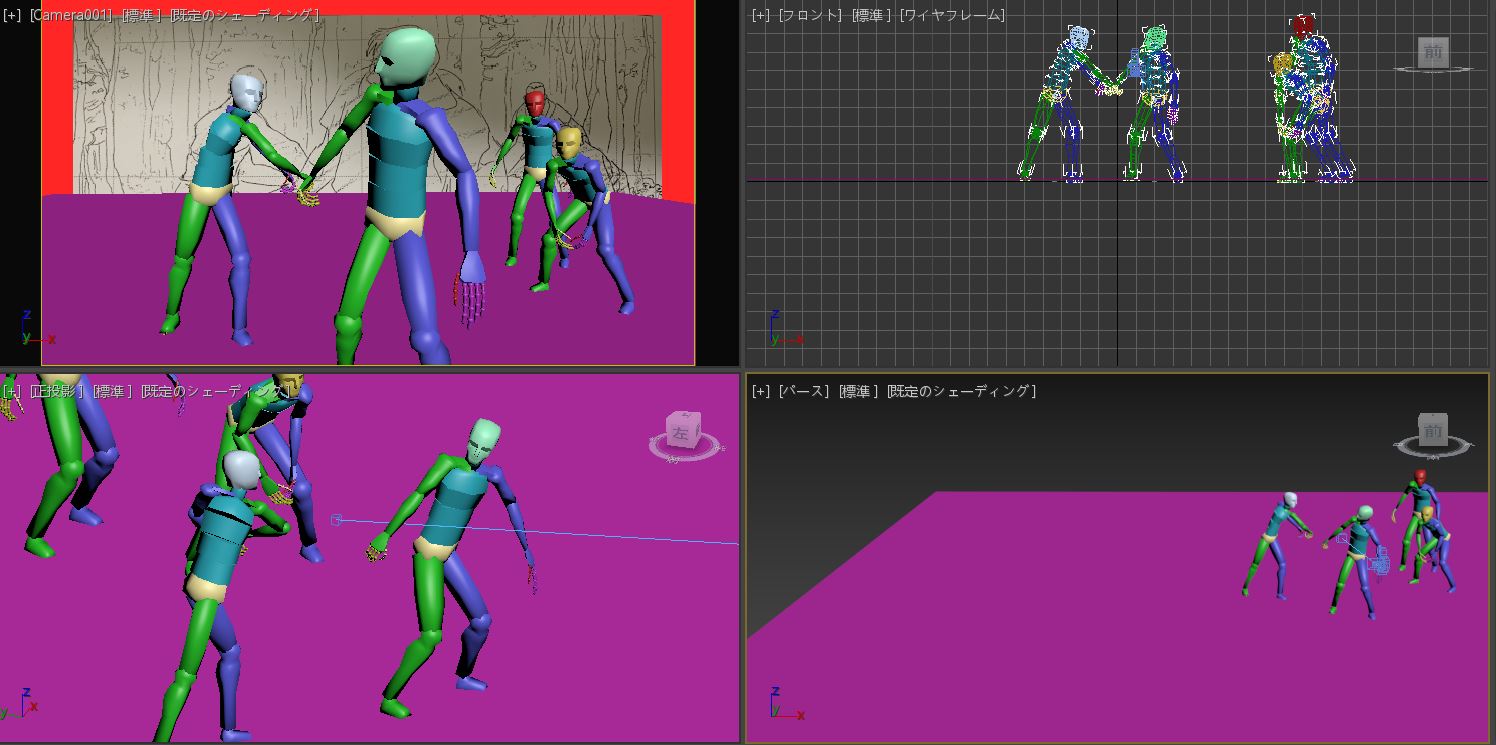 [+] [Camera001] [標準 ] [既定のシェーディング ]
[+] [フロント] [標準 ] [ワイヤフレーム]
前
z
y x
z
y x
[+] [正投影 ] [標準 ] [既定のシェーディング ]
左
z
y x
[+] [パース] [標準 ] [既定のシェーディング ]
前
z
y x